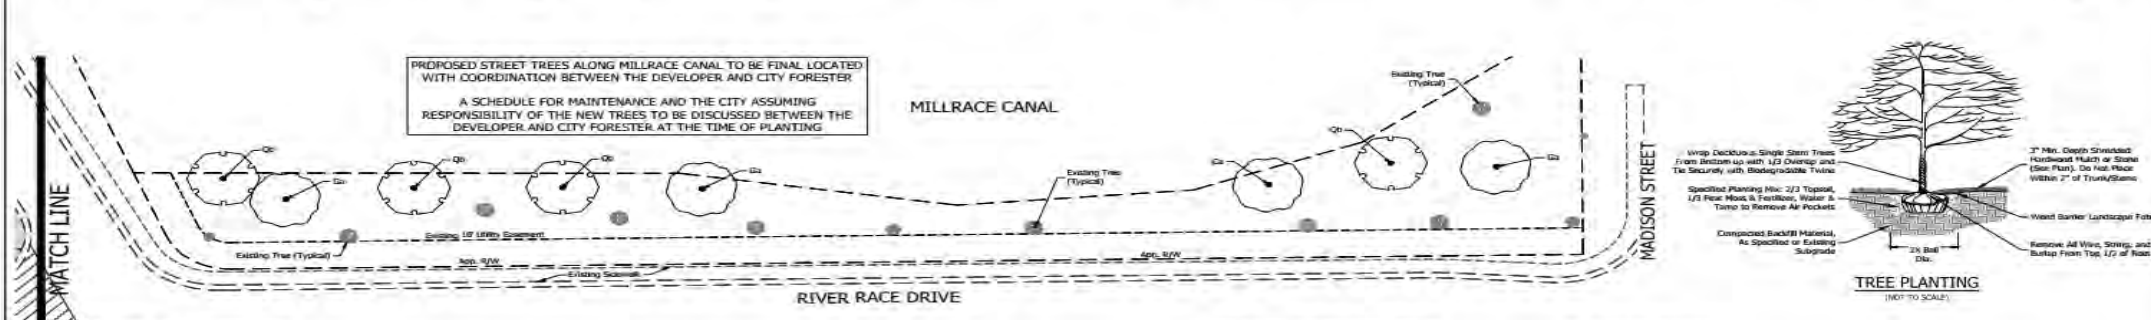 PROPOSED STREET TREES ALONG MILLRACE CANAL TO BE FINAL LOCATED
WITH COORDINATION BETWEEN THE DEVELOPER AND CITY FORESTER
A SCHEDULE FOR MAINTENANCE AND THE CITY ASSUMING
RESPONSIBILITY OF THE NEW TREES TO BE DISCUSSED BETWEEN THE
DEVELOPER AND CITY FORESTER AT THE TIME OF PLANTING
MILLRACE CANAL
MATCH LINE
Qb
Qb
Qb
Existing Tree
(Typical)
Existing Tree
(Typical)
Existing Tree (Typical)
Existing 10' Utility Easement
App. R/W
App. R/W
Existing Sidewalk
RIVER RACE DRIVE
MADISON STREET
Wrap Deciduous Single Stem Trees
From Bottom up with 1/3 Overlap and
Tie Securely with Biodegradable Twine
Specified Planting Mix: 2/3 Topsoil,
1/3 Peat Moss & Fertilizer, Water &
Tamp to Remove Air Pockets
Compacted Backfill Material,
As Specified or Existing
Subgrade
2X Ball
Dia.
3" Min. Depth Shredded
Hardwood Mulch or Stone
(See Plan). Do Not Place
Within 2" of Trunk/Stems
Weed Barrier Landscape
Remove All Wire, String, and
Burlap From Top 1/2 of
TREE PLANTING
(NOT TO SCALE)